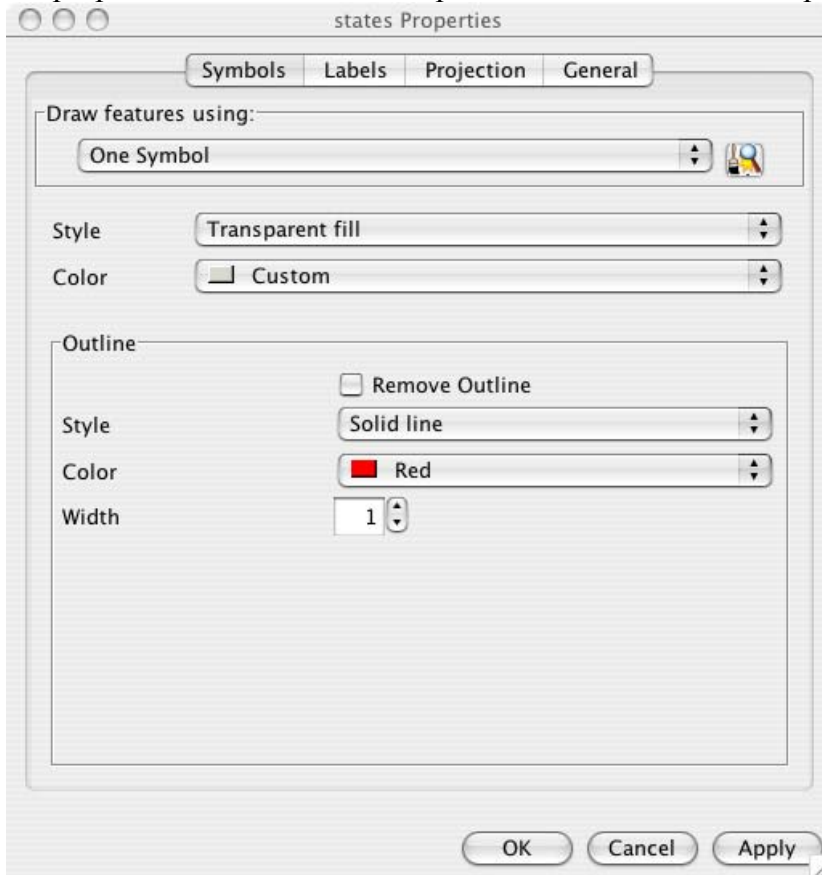 states Properties
Symbols Labels Projection General
Draw features using:
One Symbol
Style Transparent fill
Color Custom
Outline
Remove Outline
Style Solid line
Color Red
Width 1
OK Cancel Apply